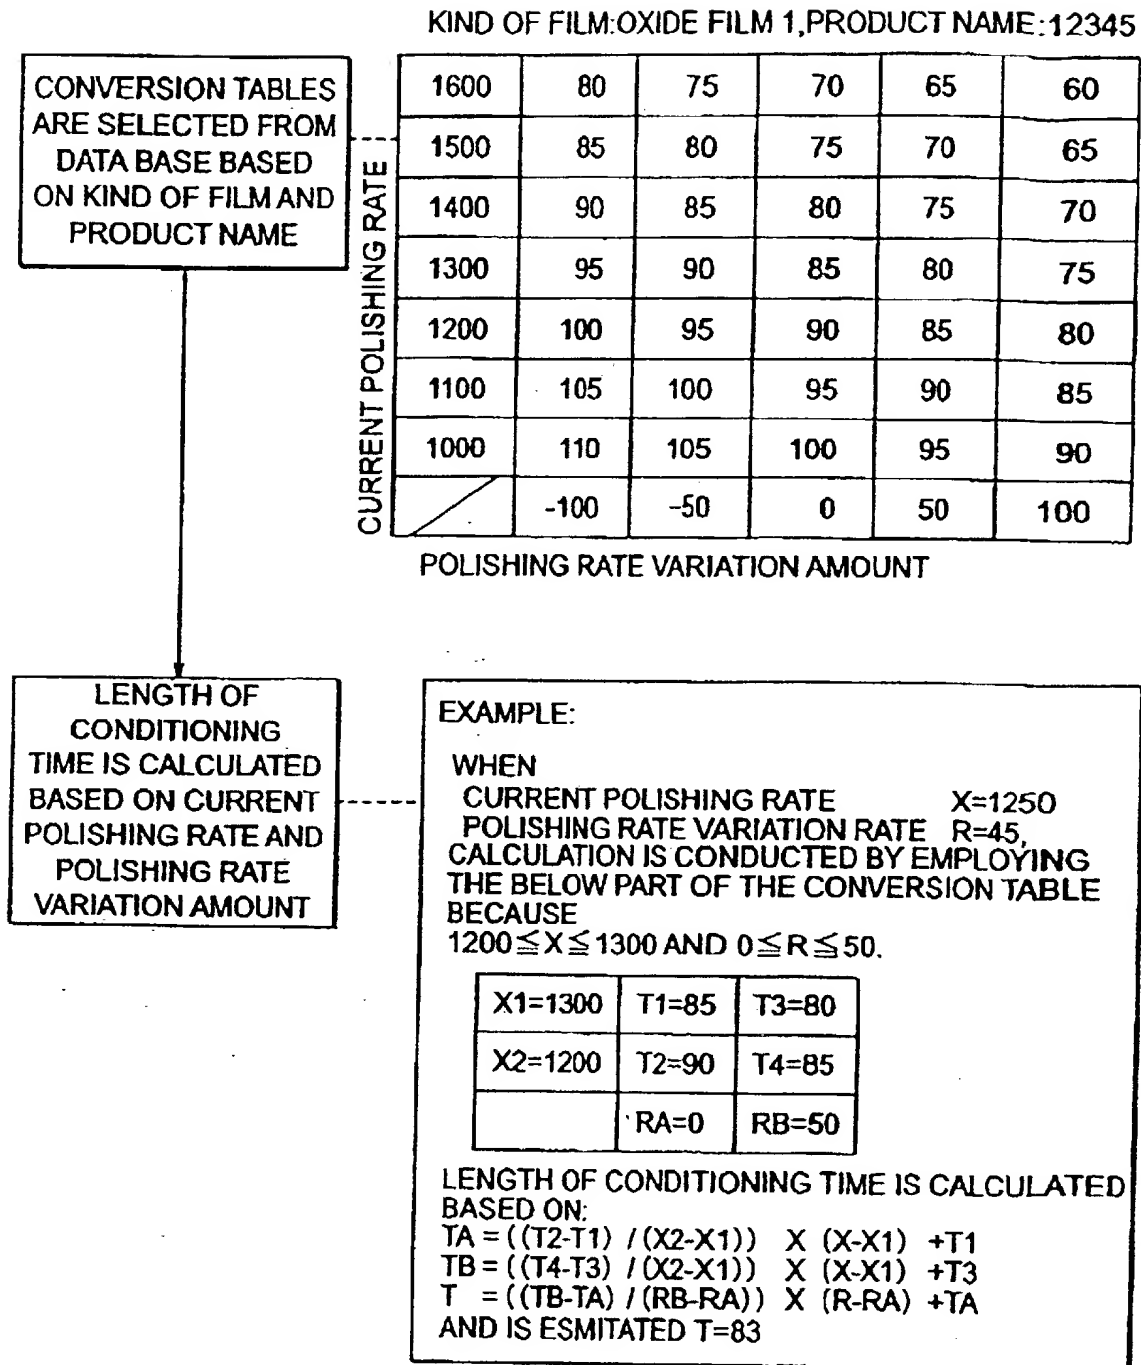 KIND OF FILM:OXIDE FILM 1,PRODUCT NAME:12345
CONVERSION TABLES
ARE SELECTED FROM
DATA BASE BASED
ON KIND OF FILM AND
PRODUCT NAME
CURRENT POLISHING RATE
1600 80 75 70 65 60
1500 85 80 75 70 65
1400 90 85 80 75 70
1300 95 90 85 80 75
1200 100 95 90 85 80
1100 105 100 95 90 85
1000 110 105 100 95 90
-100 -50 0 50 100
POLISHING RATE VARIATION AMOUNT
LENGTH OF
CONDITIONING
TIME IS CALCULATED
BASED ON CURRENT
POLISHING RATE AND
POLISHING RATE
VARIATION AMOUNT
EXAMPLE:
WHEN
CURRENT POLISHING RATE X=1250
POLISHING RATE VARIATION RATE R=45,
CALCULATION IS CONDUCTED BY EMPLOYING
THE BELOW PART OF THE CONVERSION TABLE
BECAUSE
1200≦X≦1300 AND 0≦R≦50.
X1=1300 T1=85 T3=80
X2=1200 T2=90 T4=85
RA=0 RB=50
LENGTH OF CONDITIONING TIME IS CALCULATED
BASED ON:
TA = ((T2-T1) / (X2-X1)) X (X-X1) +T1
TB = ((T4-T3) / (X2-X1)) X (X-X1) +T3
T = ((TB-TA) / (RB-RA)) X (R-RA) +TA
AND IS ESMITATED T=83